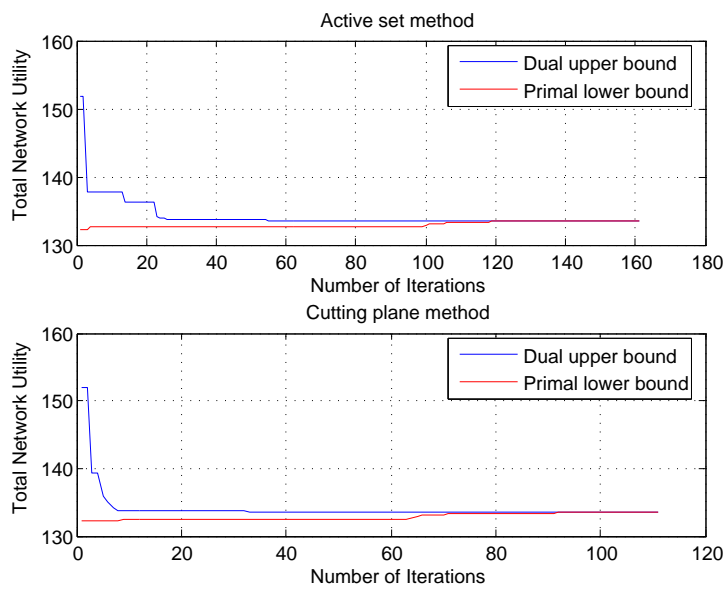 Active set method
160
150
140
130
Total Network Utility
Dual upper bound
Primal lower bound
0 20 40 60 80 100 120 140 160 180
Number of Iterations
Cutting plane method
160
150
140
130
Total Network Utility
Dual upper bound
Primal lower bound
0 20 40 60 80 100 120
Number of Iterations